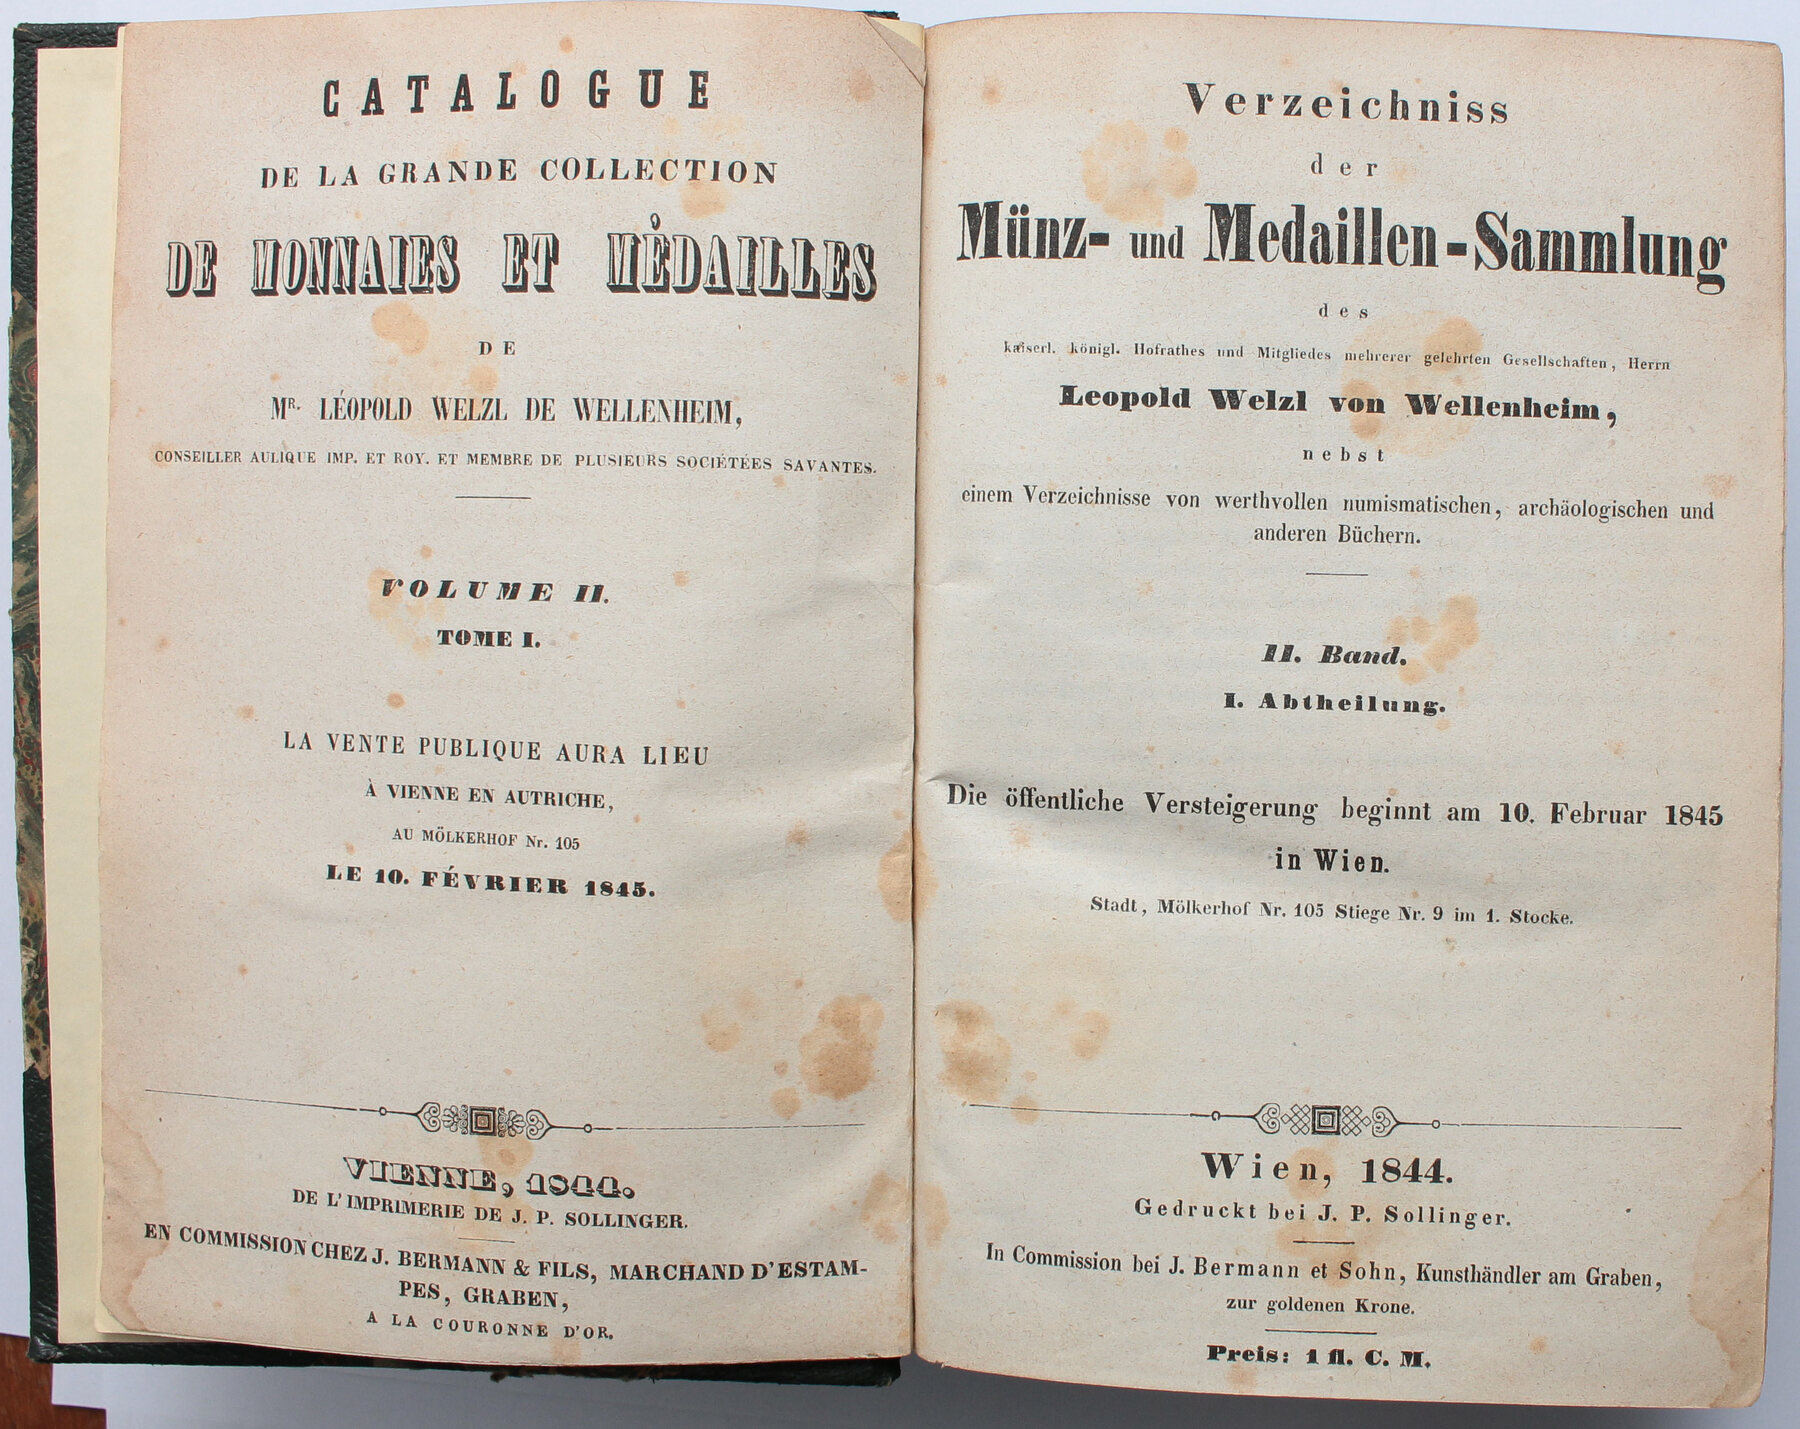 CATALOGUE
DE LA GRANDE COLLECTION
DE MONNAIES ET MÉDAILLES
DE
MR. LÉOPOLD WELZL DE WELLENHEIM,
CONSEILLER AULIQUE IMP. ET ROY. ET MEMBRE DE PLUSIEURS SOCIÉTÉES SAVANTES.
VOLUME II.
TOME I.
LA VENTE PUBLIQUE AURA LIEU
À VIENNE EN AUTRICHE,
AU MÖLKERHOF Nr. 105
LE 10. FÉVRIER 1845.
VIENNE, 1844.
DE L'IMPRIMERIE DE J. P. SOLLINGER.
EN COMMISSION CHEZ J. BERMANN & FILS, MARCHAND D'ESTAM-
PES, GRABEN,
A LA COURONNE D'OR.
Verzeichniss
der
Münz- und Medaillen-Sammlung
des
kaiserl. königl. Hofrathes und Mitgliedes mehrerer gelehrten Gesellschaften, Herrn
Leopold Welzl von Wellenheim,
nebst
einem Verzeichnisse von werthvollen numismatischen, archäologischen und
anderen Büchern.
II. Band.
I. Abtheilung.
Die öffentliche Versteigerung beginnt am 10. Februar 1845
in Wien.
Stadt, Mölkerhof Nr. 105 Stiege Nr. 9 im 1. Stocke.
Wien, 1844.
Gedruckt bei J. P. Sollinger.
In Commission bei J. Bermann et Sohn, Kunsthändler am Graben,
zur goldenen Krone.
Preis: 1 fl. C. M.